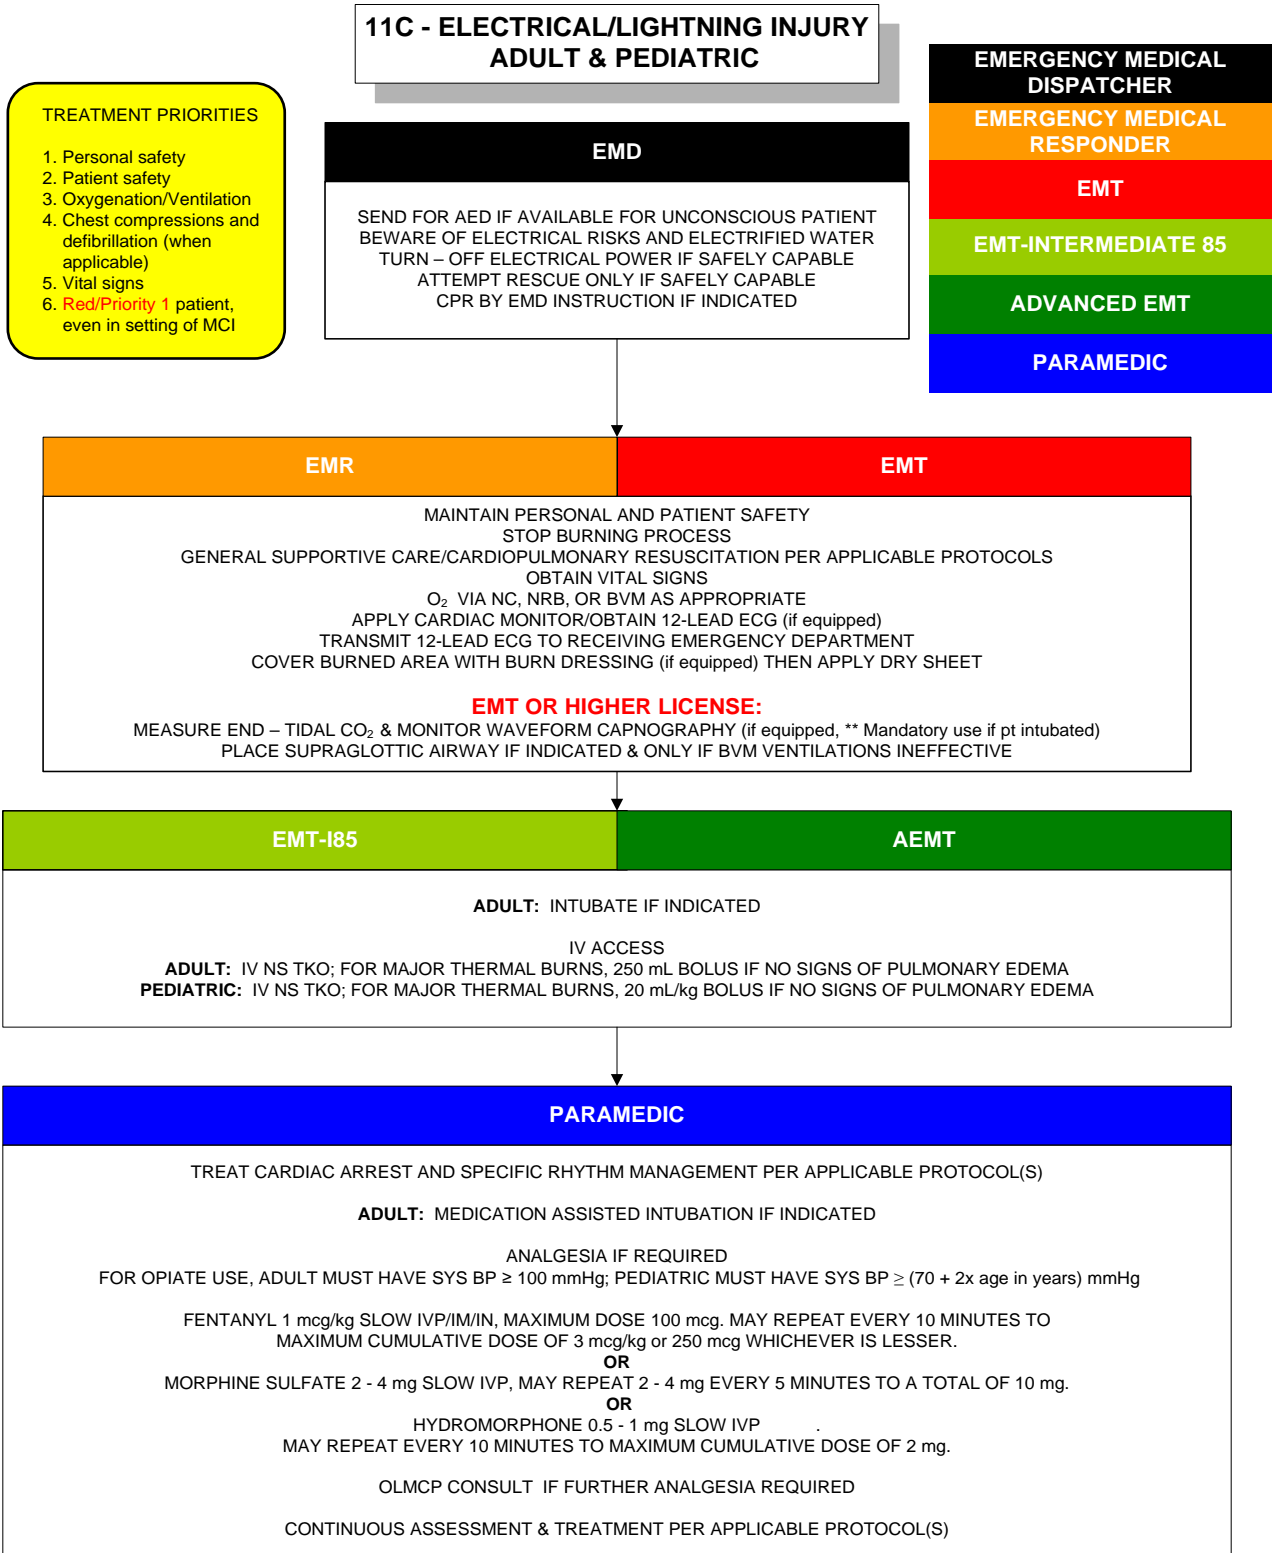 11C - ELECTRICAL/LIGHTNING INJURY
ADULT & PEDIATRIC
TREATMENT PRIORITIES
1. Personal safety
2. Patient safety
3. Oxygenation/Ventilation
4. Chest compressions and
defibrillation (when
applicable)
5. Vital signs
6. Red/Priority 1 patient,
even in setting of MCI
EMERGENCY MEDICAL
DISPATCHER
EMERGENCY MEDICAL
RESPONDER
EMT
EMT-INTERMEDIATE 85
ADVANCED EMT
PARAMEDIC
EMD
SEND FOR AED IF AVAILABLE FOR UNCONSCIOUS PATIENT
BEWARE OF ELECTRICAL RISKS AND ELECTRIFIED WATER
TURN – OFF ELECTRICAL POWER IF SAFELY CAPABLE
ATTEMPT RESCUE ONLY IF SAFELY CAPABLE
CPR BY EMD INSTRUCTION IF INDICATED
EMR
EMT
MAINTAIN PERSONAL AND PATIENT SAFETY
STOP BURNING PROCESS
GENERAL SUPPORTIVE CARE/CARDIOPULMONARY RESUSCITATION PER APPLICABLE PROTOCOLS
OBTAIN VITAL SIGNS
O₂ VIA NC, NRB, OR BVM AS APPROPRIATE
APPLY CARDIAC MONITOR/OBTAIN 12-LEAD ECG (if equipped)
TRANSMIT 12-LEAD ECG TO RECEIVING EMERGENCY DEPARTMENT
COVER BURNED AREA WITH BURN DRESSING (if equipped) THEN APPLY DRY SHEET
EMT OR HIGHER LICENSE:
MEASURE END – TIDAL CO₂ & MONITOR WAVEFORM CAPNOGRAPHY (if equipped, ** Mandatory use if pt intubated)
PLACE SUPRAGLOTTIC AIRWAY IF INDICATED & ONLY IF BVM VENTILATIONS INEFFECTIVE
EMT-I85
AEMT
ADULT: INTUBATE IF INDICATED
IV ACCESS
ADULT: IV NS TKO; FOR MAJOR THERMAL BURNS, 250 mL BOLUS IF NO SIGNS OF PULMONARY EDEMA
PEDIATRIC: IV NS TKO; FOR MAJOR THERMAL BURNS, 20 mL/kg BOLUS IF NO SIGNS OF PULMONARY EDEMA
PARAMEDIC
TREAT CARDIAC ARREST AND SPECIFIC RHYTHM MANAGEMENT PER APPLICABLE PROTOCOL(S)
ADULT: MEDICATION ASSISTED INTUBATION IF INDICATED
ANALGESIA IF REQUIRED
FOR OPIATE USE, ADULT MUST HAVE SYS BP ≥ 100 mmHg; PEDIATRIC MUST HAVE SYS BP ≥ (70 + 2x age in years) mmHg
FENTANYL 1 mcg/kg SLOW IVP/IM/IN, MAXIMUM DOSE 100 mcg. MAY REPEAT EVERY 10 MINUTES TO
MAXIMUM CUMULATIVE DOSE OF 3 mcg/kg or 250 mcg WHICHEVER IS LESSER.
OR
MORPHINE SULFATE 2 - 4 mg SLOW IVP, MAY REPEAT 2 - 4 mg EVERY 5 MINUTES TO A TOTAL OF 10 mg.
OR
HYDROMORPHONE 0.5 - 1 mg SLOW IVP .
MAY REPEAT EVERY 10 MINUTES TO MAXIMUM CUMULATIVE DOSE OF 2 mg.
OLMCP CONSULT IF FURTHER ANALGESIA REQUIRED
CONTINUOUS ASSESSMENT & TREATMENT PER APPLICABLE PROTOCOL(S)